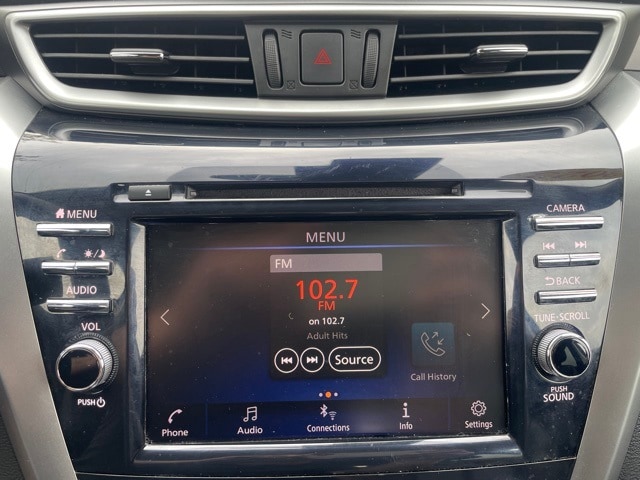 MENU
CAMERA
AUDIO
BACK
VOL
TUNE·SCROLL
PUSH
PUSH
SOUND
MENU
FM
102.7
FM
on 102.7
Adult Hits
Source
Call History
Phone
Audio
Connections
Info
Settings